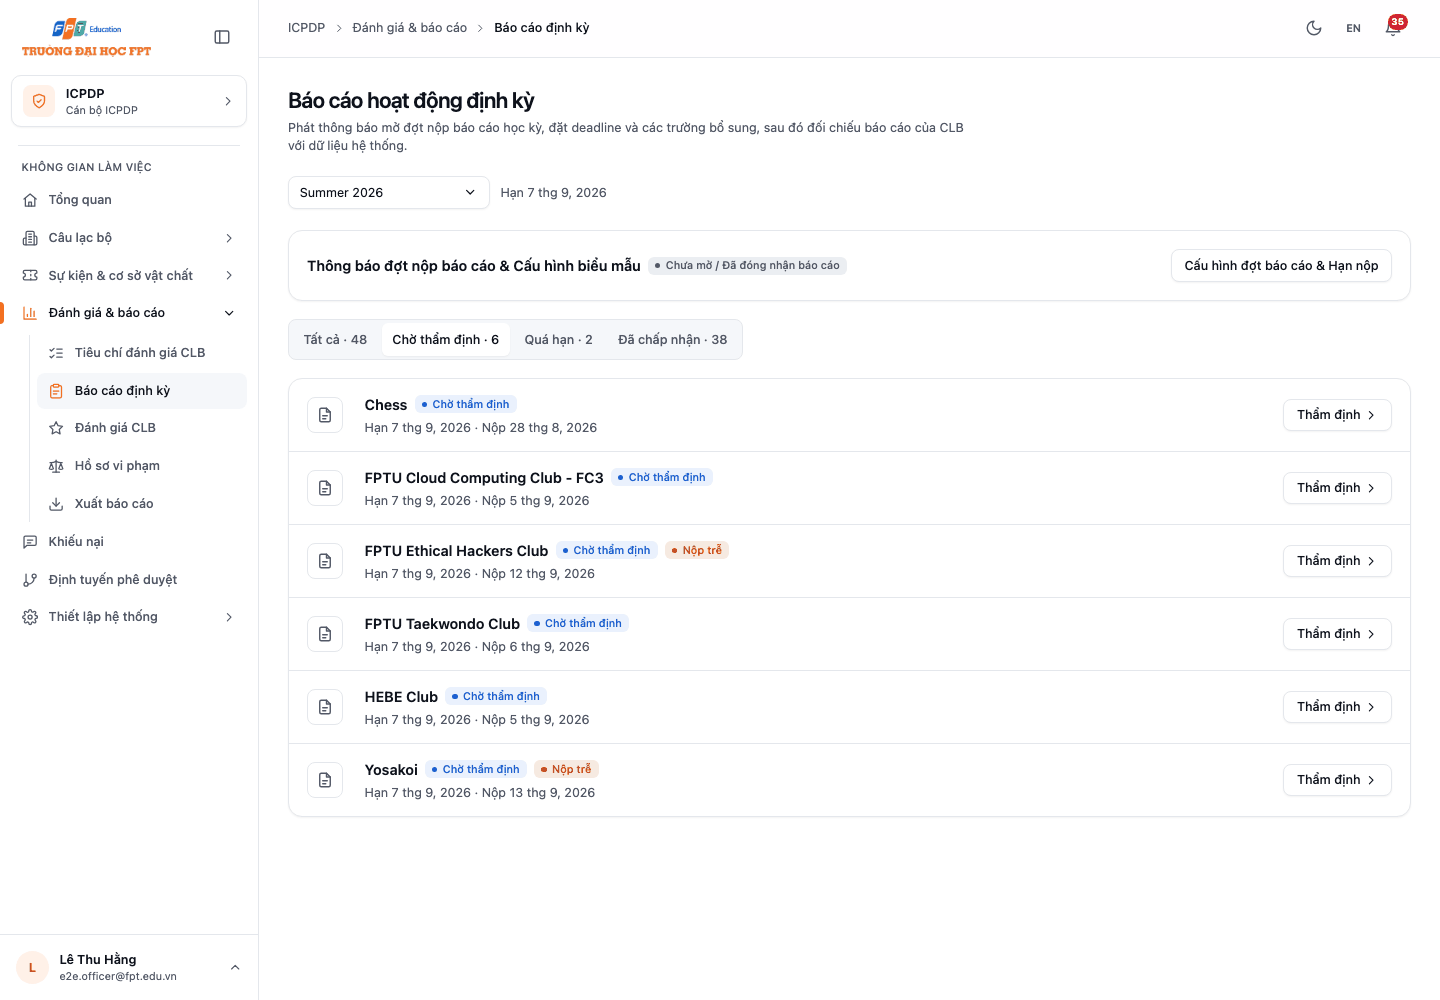 FPT Education
TRƯỜNG ĐẠI HỌC FPT
ICPDP
Cán bộ ICPDP
KHÔNG GIAN LÀM VIỆC
Tổng quan
Câu lạc bộ
Sự kiện & cơ sở vật chất
Đánh giá & báo cáo
Tiêu chí đánh giá CLB
Báo cáo định kỳ
Đánh giá CLB
Hồ sơ vi phạm
Xuất báo cáo
Khiếu nại
Định tuyến phê duyệt
Thiết lập hệ thống
L
Lê Thu Hằng
e2e.officer@fpt.edu.vn
ICPDP > Đánh giá & báo cáo > Báo cáo định kỳ
EN
35
Báo cáo hoạt động định kỳ
Phát thông báo mở đợt nộp báo cáo học kỳ, đặt deadline và các trường bổ sung, sau đó đối chiếu báo cáo của CLB
với dữ liệu hệ thống.
Summer 2026
Hạn 7 thg 9, 2026
Thông báo đợt nộp báo cáo & Cấu hình biểu mẫu
Chưa mở / Đã đóng nhận báo cáo
Cấu hình đợt báo cáo & Hạn nộp
Tất cả · 48
Chờ thẩm định · 6
Quá hạn · 2
Đã chấp nhận · 38
Chess
Chờ thẩm định
Hạn 7 thg 9, 2026 · Nộp 28 thg 8, 2026
Thẩm định
FPTU Cloud Computing Club - FC3
Chờ thẩm định
Hạn 7 thg 9, 2026 · Nộp 5 thg 9, 2026
Thẩm định
FPTU Ethical Hackers Club
Chờ thẩm định
Nộp trễ
Hạn 7 thg 9, 2026 · Nộp 12 thg 9, 2026
Thẩm định
FPTU Taekwondo Club
Chờ thẩm định
Hạn 7 thg 9, 2026 · Nộp 6 thg 9, 2026
Thẩm định
HEBE Club
Chờ thẩm định
Hạn 7 thg 9, 2026 · Nộp 5 thg 9, 2026
Thẩm định
Yosakoi
Chờ thẩm định
Nộp trễ
Hạn 7 thg 9, 2026 · Nộp 13 thg 9, 2026
Thẩm định